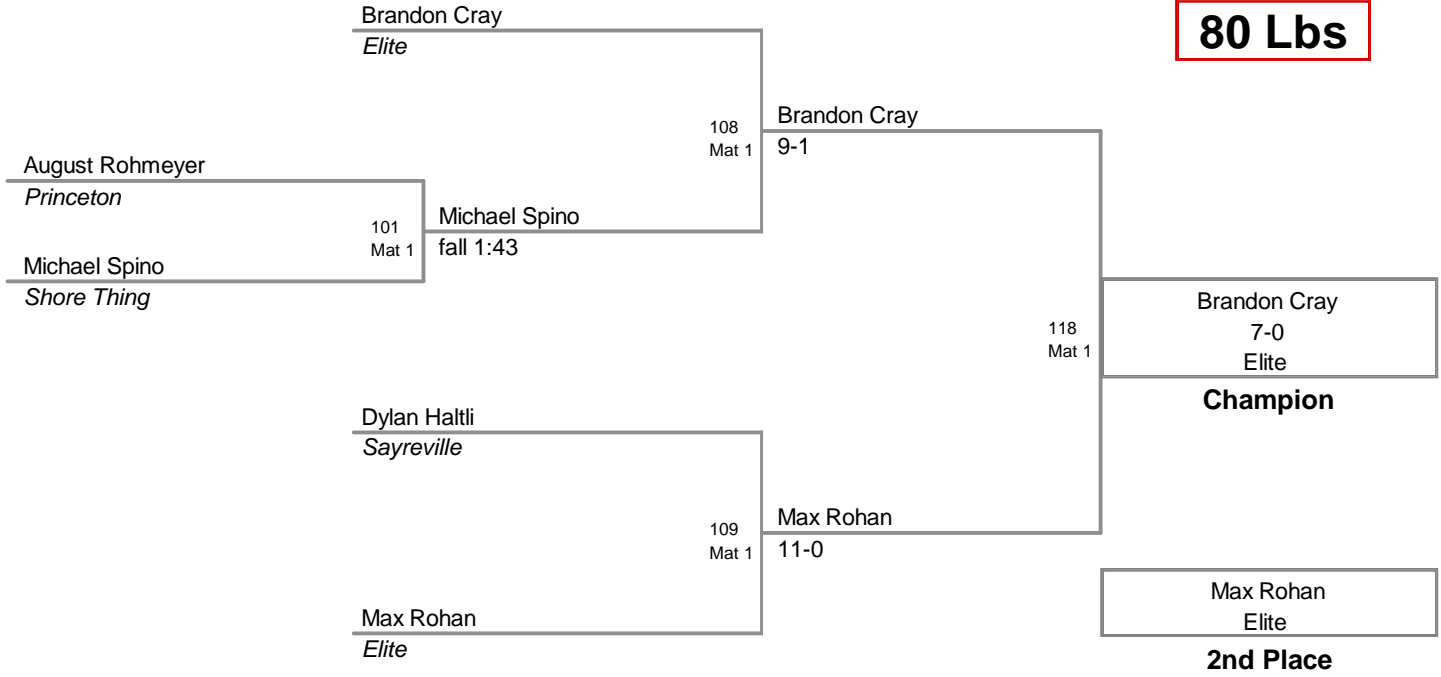 80 Lbs
Brandon Cray
Elite
August Rohmeyer
Princeton
101
Mat 1
Michael Spino
Shore Thing
Michael Spino
fall 1:43
108
Mat 1
Brandon Cray
9-1
Dylan Haltli
Sayreville
109
Mat 1
Max Rohan
Elite
Max Rohan
11-0
118
Mat 1
Brandon Cray
7-0
Elite
Champion
Max Rohan
Elite
2nd Place